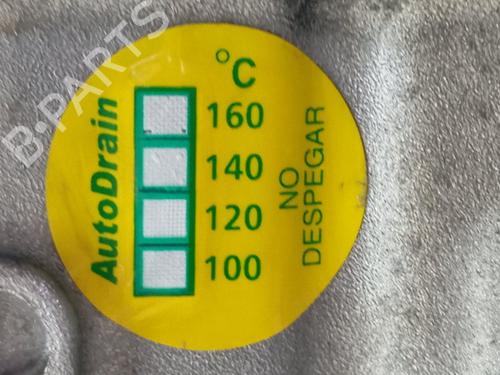 AutoDrain
°C
160
140
120
100
NO
DESPEGAR
B-PARTS